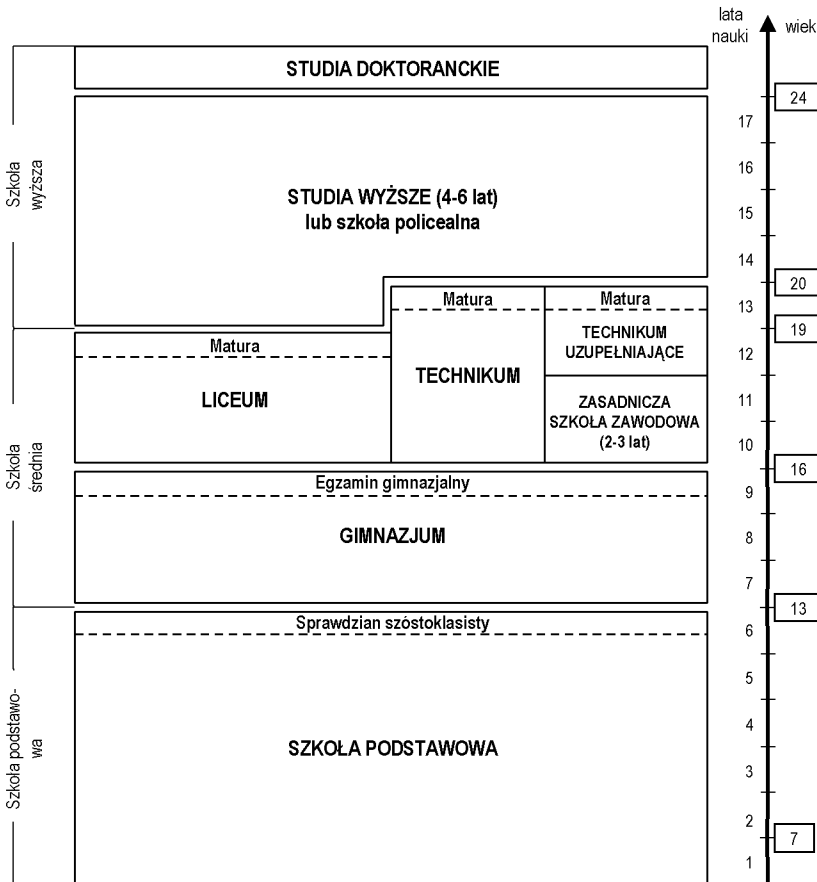 lata
nauki
wiek
STUDIA DOKTORANCKIE
24
17
Szkoła
wyższa
16
STUDIA WYŻSZE (4-6 lat)
lub szkoła policealna
15
14
20
Matura
Matura
13
19
TECHNIKUM
UZUPEŁNIAJĄCE
Matura
12
TECHNIKUM
LICEUM
ZASADNICZA
SZKOŁA ZAWODOWA
(2-3 lat)
11
10
Szkoła
średnia
16
Egzamin gimnazjalny
9
GIMNAZJUM
8
7
13
Sprawdzian szóstoklasisty
6
5
4
SZKOŁA PODSTAWOWA
Szkoła podstawo-
wa
3
2
7
1